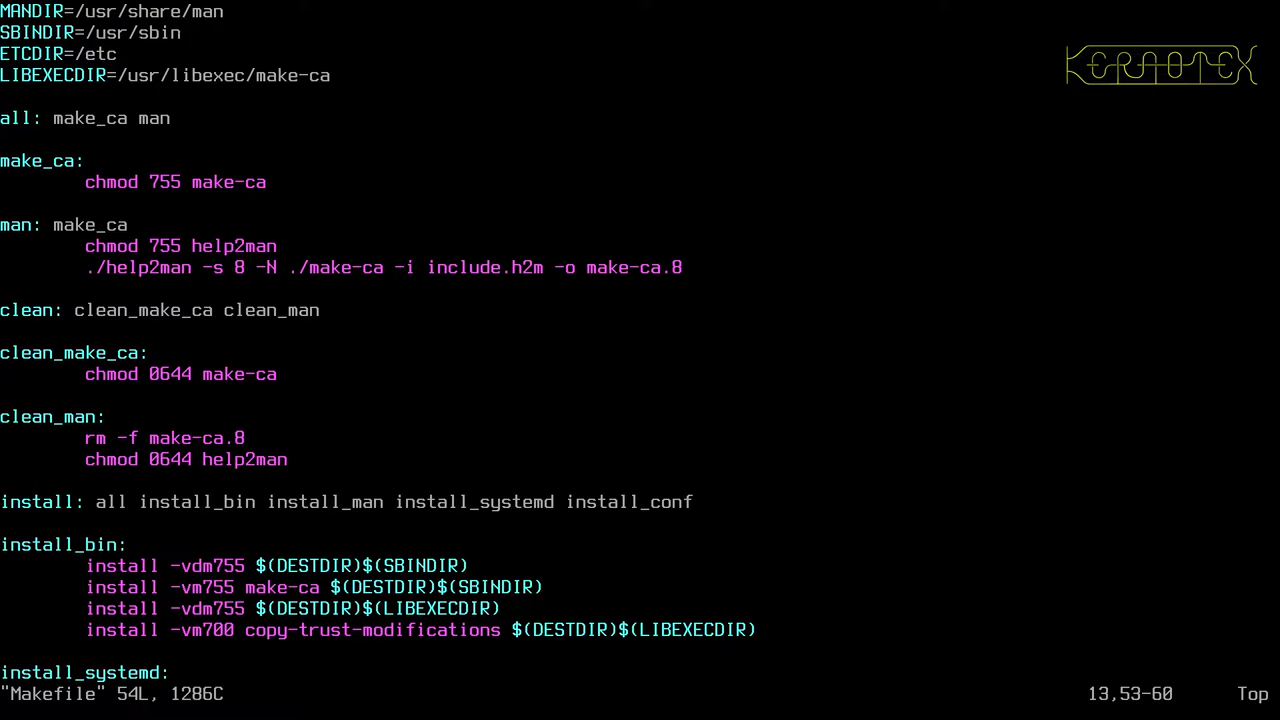 MANDIR=/usr/share/man
SBINDIR=/usr/sbin
ETCDIR=/etc
LIBEXECDIR=/usr/libexec/make-ca
KERNOTEX
all: make_ca man
make_ca:
chmod 755 make-ca
man: make_ca
chmod 755 help2man
./help2man -s 8 -N ./make-ca -i include.h2m -o make-ca.8
clean: clean_make_ca clean_man
clean_make_ca:
chmod 0644 make-ca
clean_man:
rm -f make-ca.8
chmod 0644 help2man
install: all install_bin install_man install_systemd install_conf
install_bin:
install -vdm755 $(DESTDIR)$(SBINDIR)
install -vm755 make-ca $(DESTDIR)$(SBINDIR)
install -vdm755 $(DESTDIR)$(LIBEXECDIR)
install -vm700 copy-trust-modifications $(DESTDIR)$(LIBEXECDIR)
install_systemd:
"Makefile" 54L, 1286C 13,53-60 Top